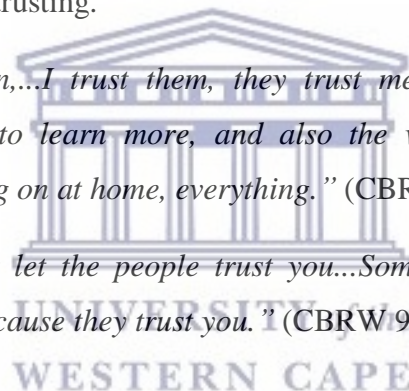 rusting.
n,...I trust them, they trust me
to learn more, and also the
g on at home, everything.” (CBR
let the people trust you...Som
cause they trust you.” (CBRW 9
UNIVERSITY of the
WESTERN CAPE